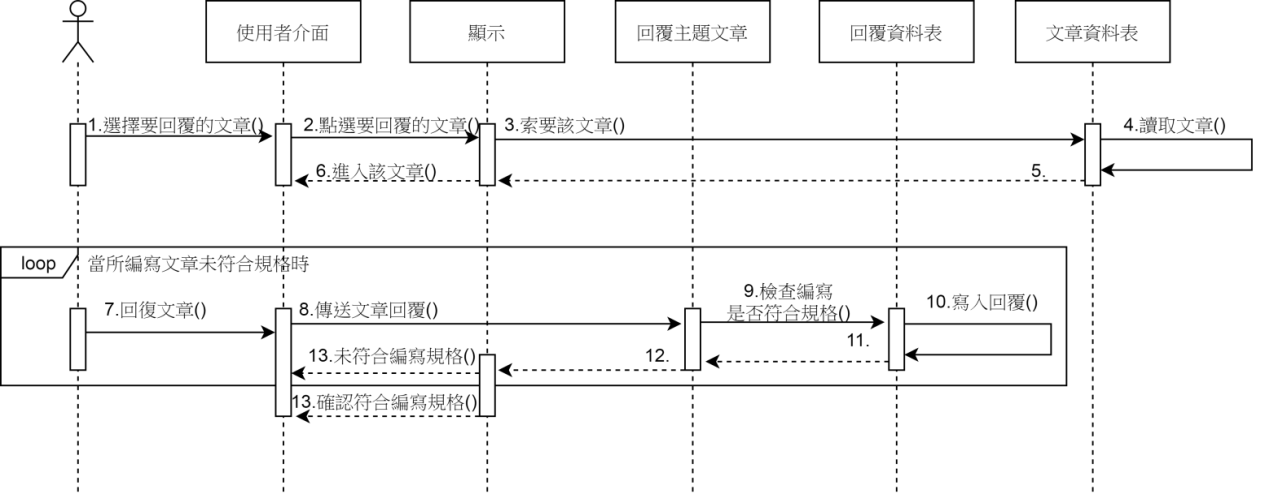 使用者介面
顯示
回覆主題文章
回覆資料表
文章資料表
1.選擇要回覆的文章()
2.點選要回覆的文章()
3.索要該文章()
4.讀取文章()
5.
6.進入該文章()
loop
當所編寫文章未符合規格時
7.回復文章()
8.傳送文章回覆()
9.檢查編寫
是否符合規格()
10.寫入回覆()
11.
12.
13.未符合編寫規格()
13.確認符合編寫規格()